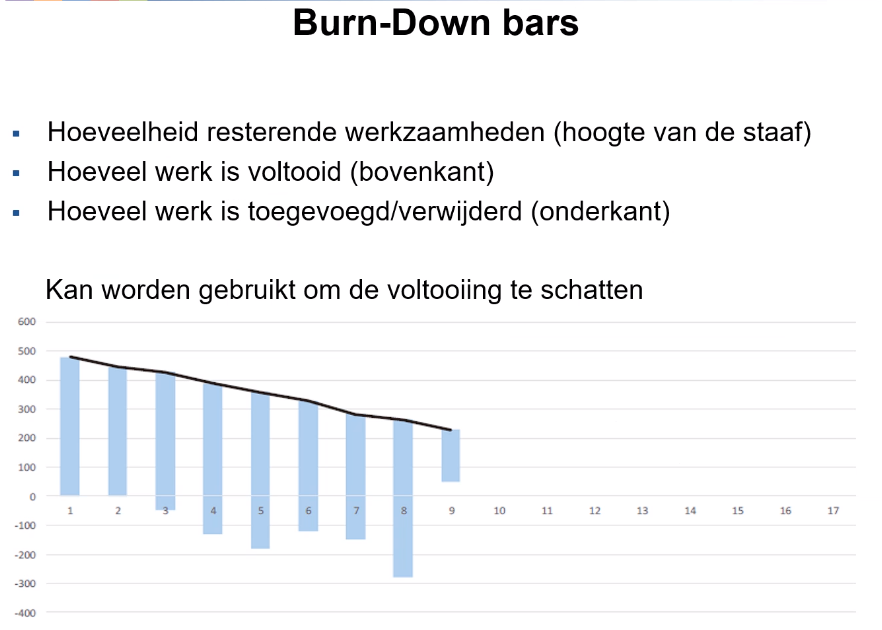 Burn-Down bars
Hoeveelheid resterende werkzaamheden (hoogte van de staaf)
Hoeveel werk is voltooid (bovenkant)
Hoeveel werk is toegevoegd/verwijderd (onderkant)
Kan worden gebruikt om de voltooiing te schatten
600
500
400
300
200
100
0
1 2 3 4 5 6 7 8 9 10 11 12 13 14 15 16 17
-100
-200
-300
-400